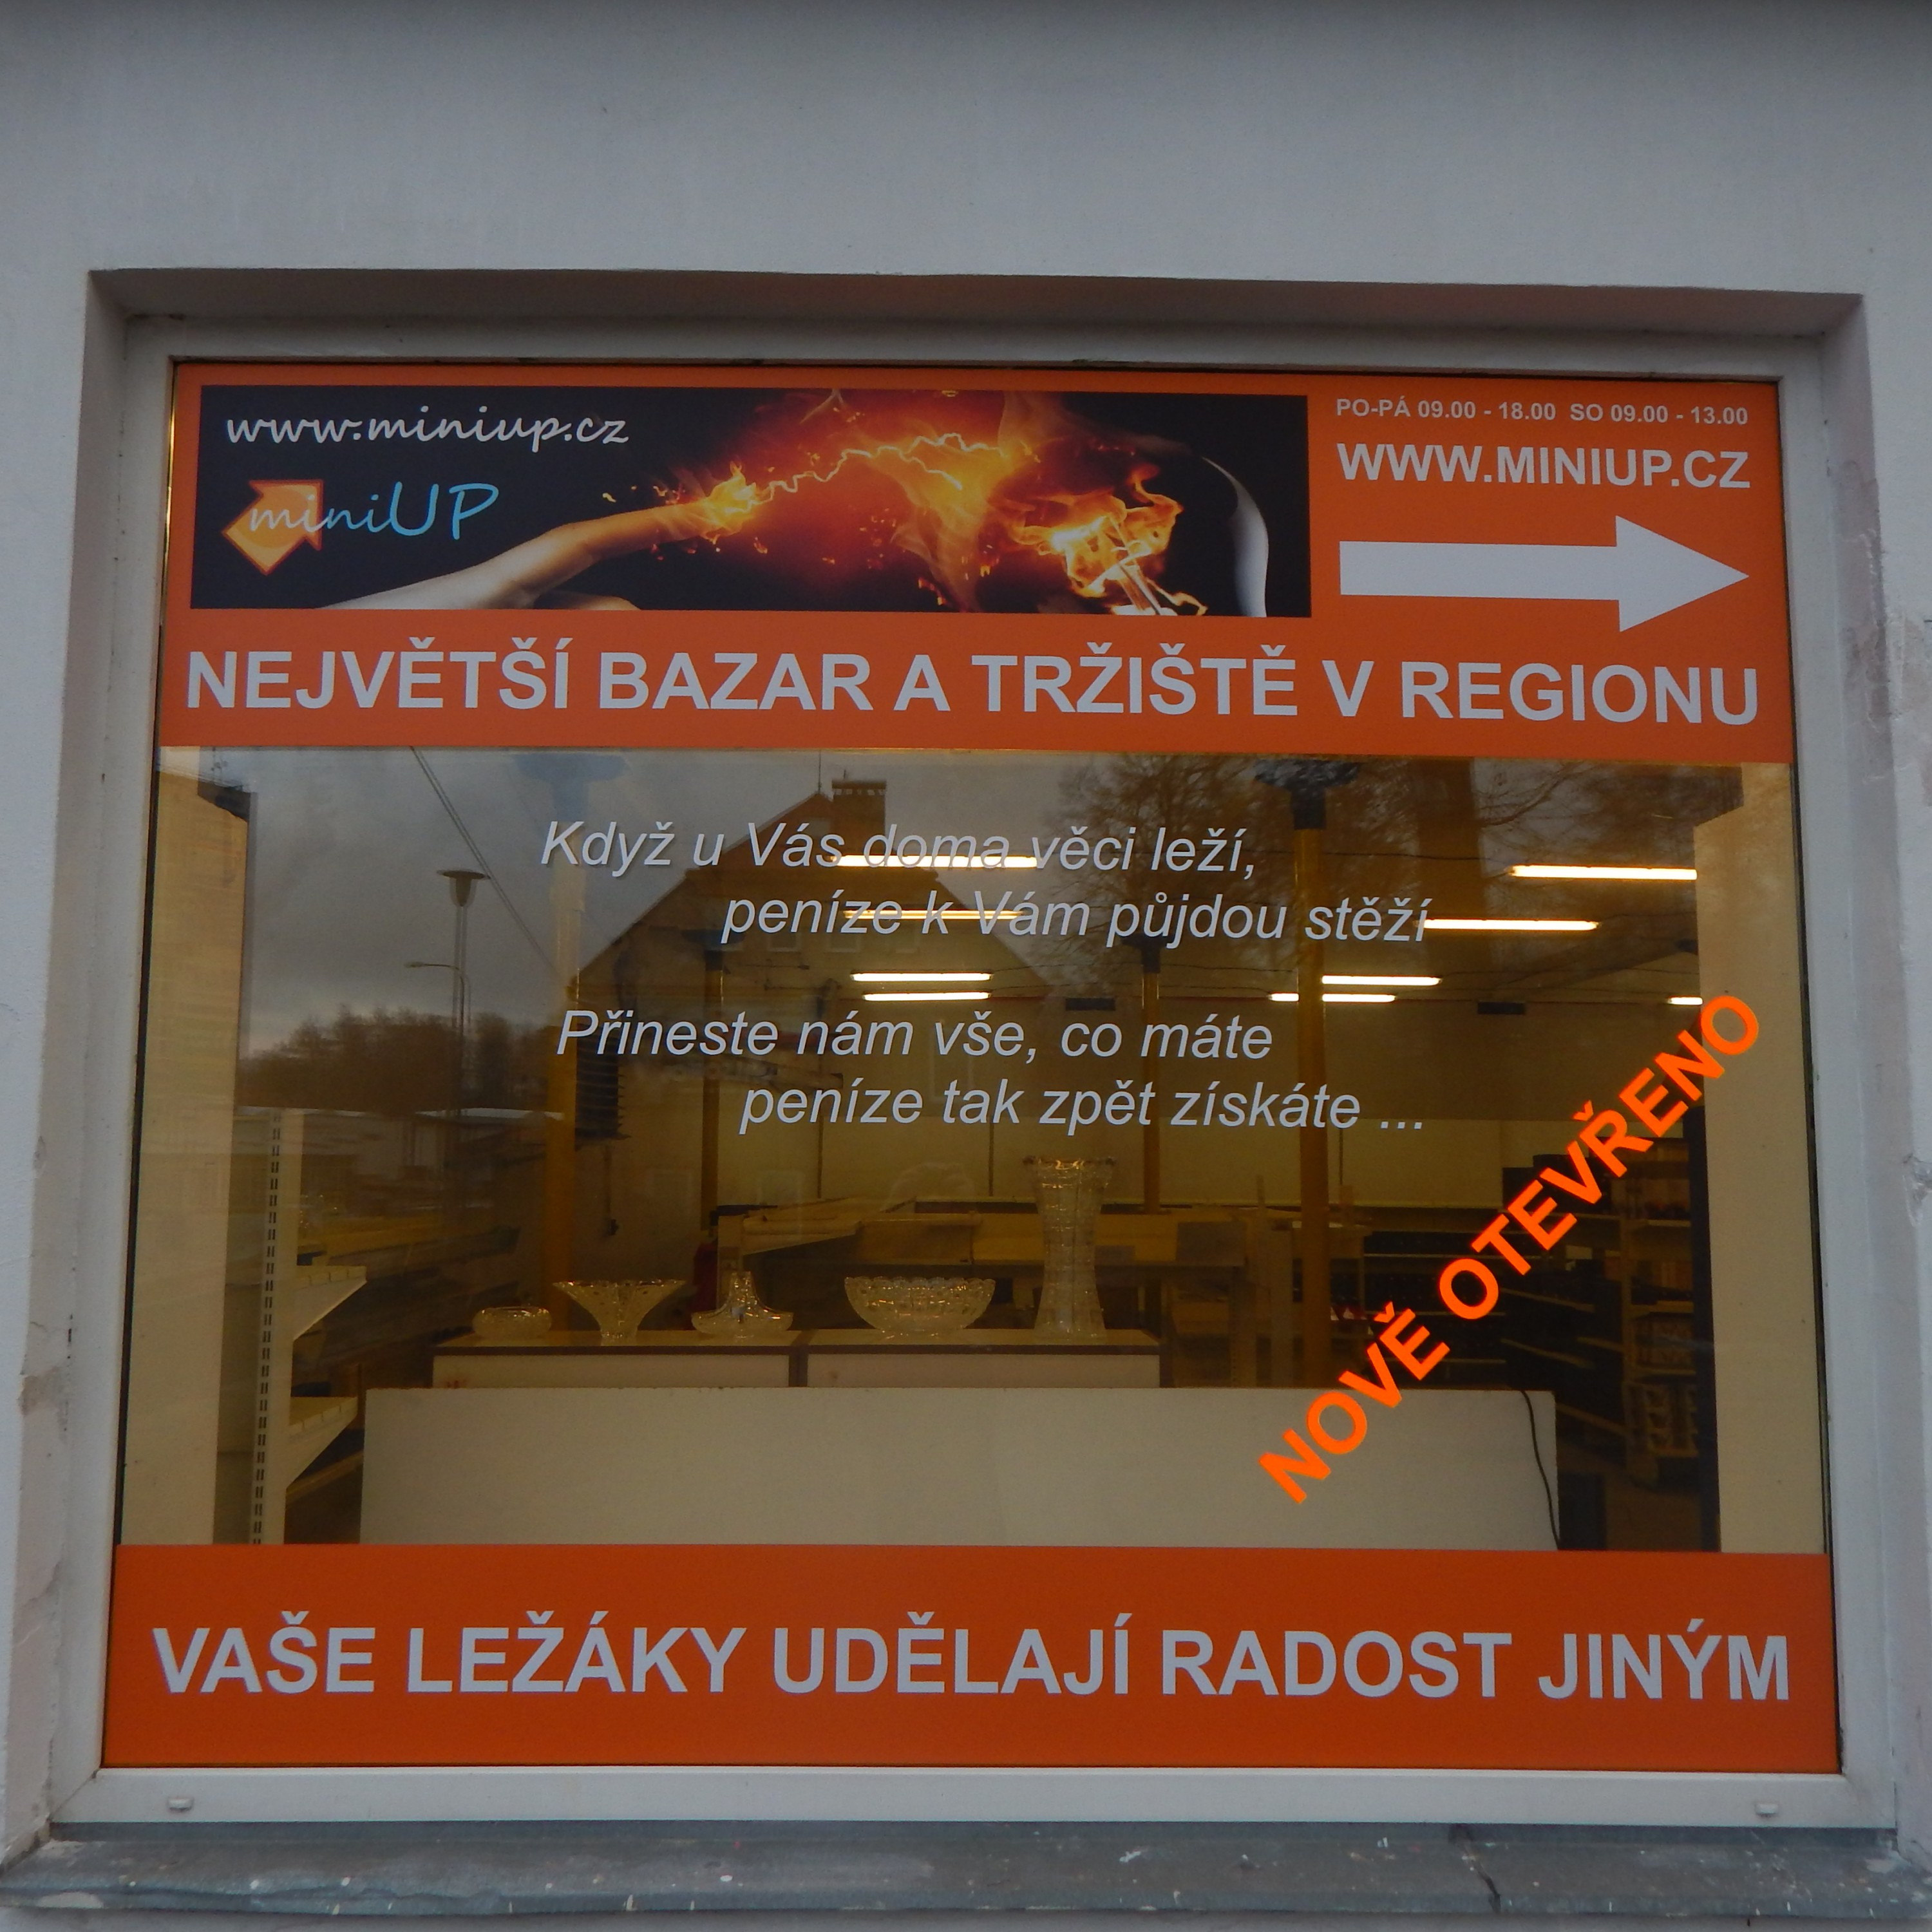 www.miniup.cz
miniUP
PO-PÁ 09.00 - 18.00 SO 09.00 - 13.00
WWW.MINIUP.CZ
NEJVĚTŠÍ BAZAR A TRŽIŠTĚ V REGIONU
Když u Vás doma věci leží,
peníze k Vám půjdou stěží
Přineste nám vše, co máte
peníze tak zpět získáte ...
NOVĚ OTEVŘENO
VAŠE LEŽÁKY UDĚLAJÍ RADOST JINÝM